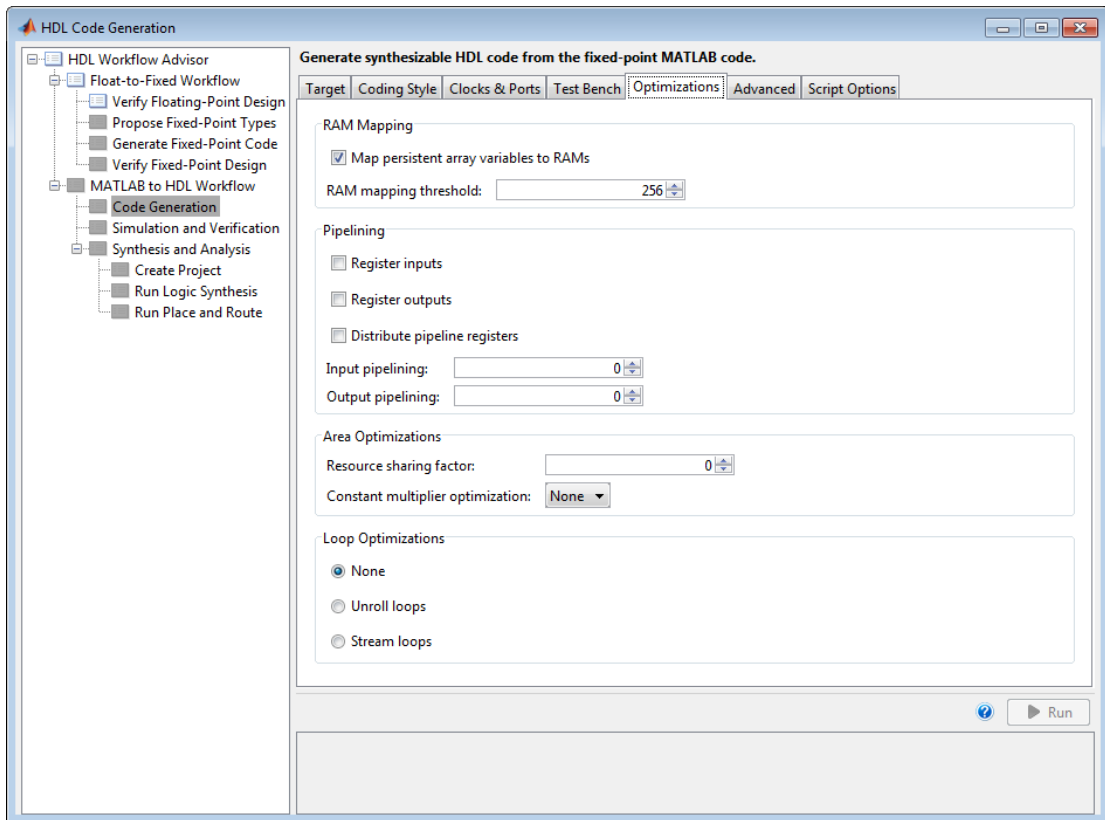 HDL Code Generation
HDL Workflow Advisor
Float-to-Fixed Workflow
Verify Floating-Point Design
Propose Fixed-Point Types
Generate Fixed-Point Code
Verify Fixed-Point Design
MATLAB to HDL Workflow
Code Generation
Simulation and Verification
Synthesis and Analysis
Create Project
Run Logic Synthesis
Run Place and Route
Generate synthesizable HDL code from the fixed-point MATLAB code.
Target Coding Style Clocks & Ports Test Bench Optimizations Advanced Script Options
RAM Mapping
Map persistent array variables to RAMs
RAM mapping threshold: 256
Pipelining
Register inputs
Register outputs
Distribute pipeline registers
Input pipelining: 0
Output pipelining: 0
Area Optimizations
Resource sharing factor: 0
Constant multiplier optimization: None
Loop Optimizations
None
Unroll loops
Stream loops
? Run